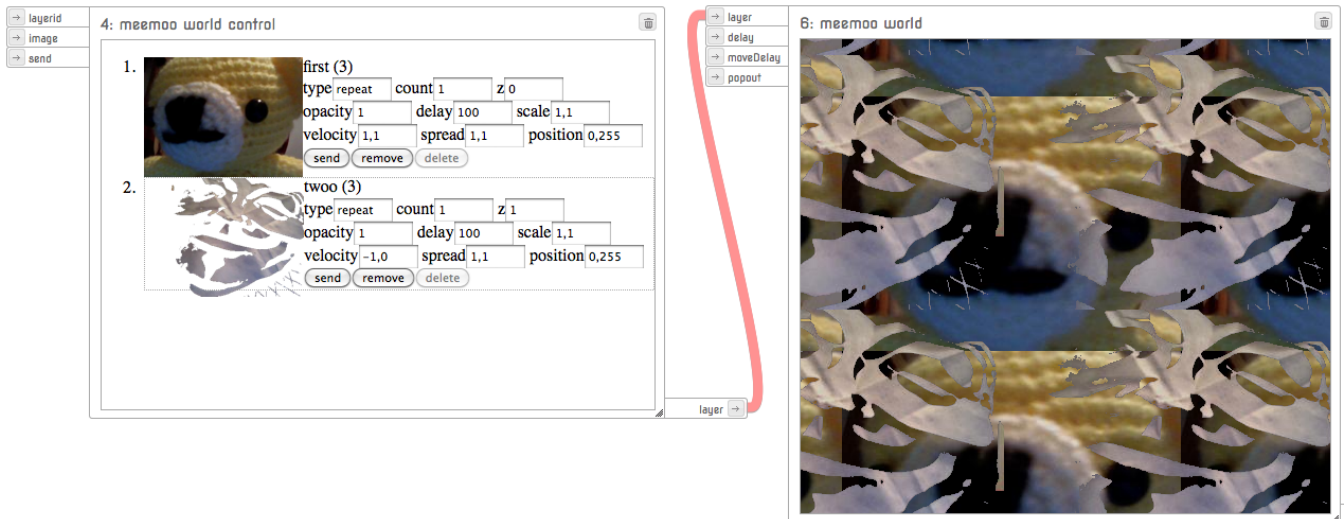 layerid
image
send
4: meemoo world control
1. first (3)
type repeat count 1 z 0
opacity 1 delay 100 scale 1,1
velocity 1,1 spread 1,1 position 0,255
send remove delete
2. twoo (3)
type repeat count 1 z 1
opacity 1 delay 100 scale 1,1
velocity -1,0 spread 1,1 position 0,255
send remove delete
layer
layer
delay
moveDelay
popout
6: meemoo world